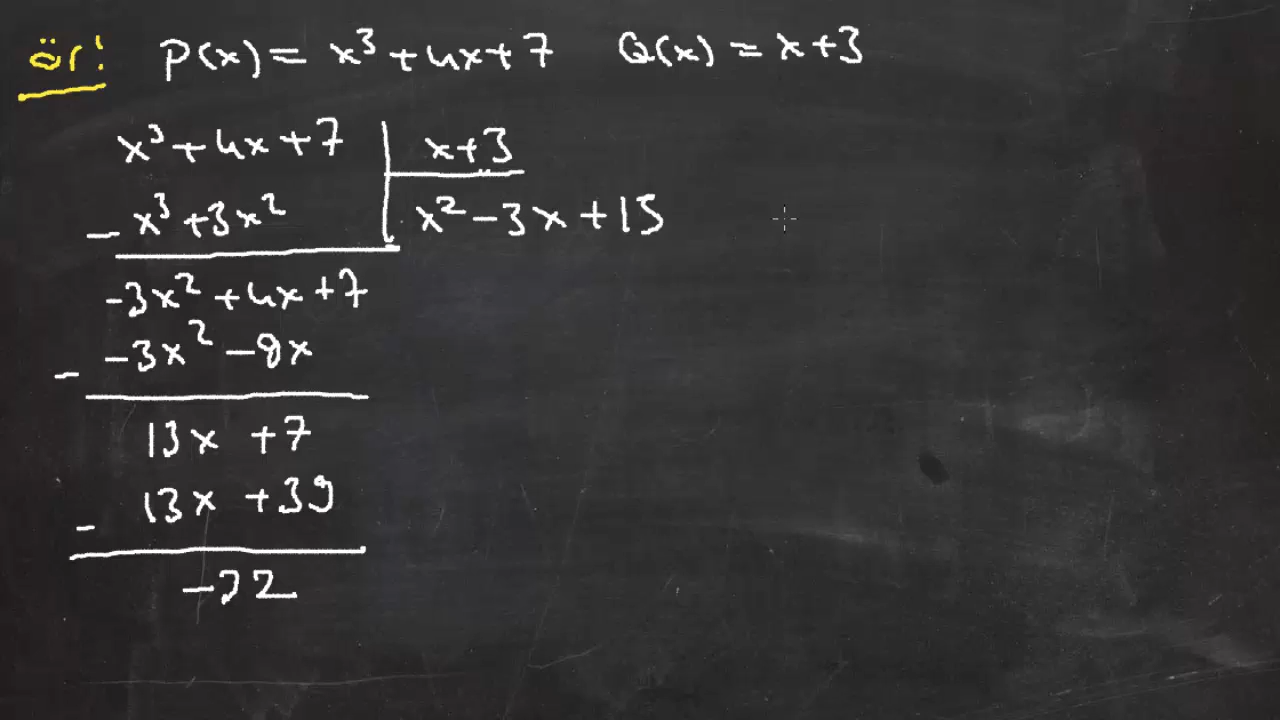 ör! P(x) = x³ + 4x + 7 Q(x) = x + 3
x³ + 4x + 7 | x + 3
- x³ + 3x² | x² - 3x + 13
-3x² + 4x + 7
- -3x² - 9x
13x + 7
- 13x + 39
-32